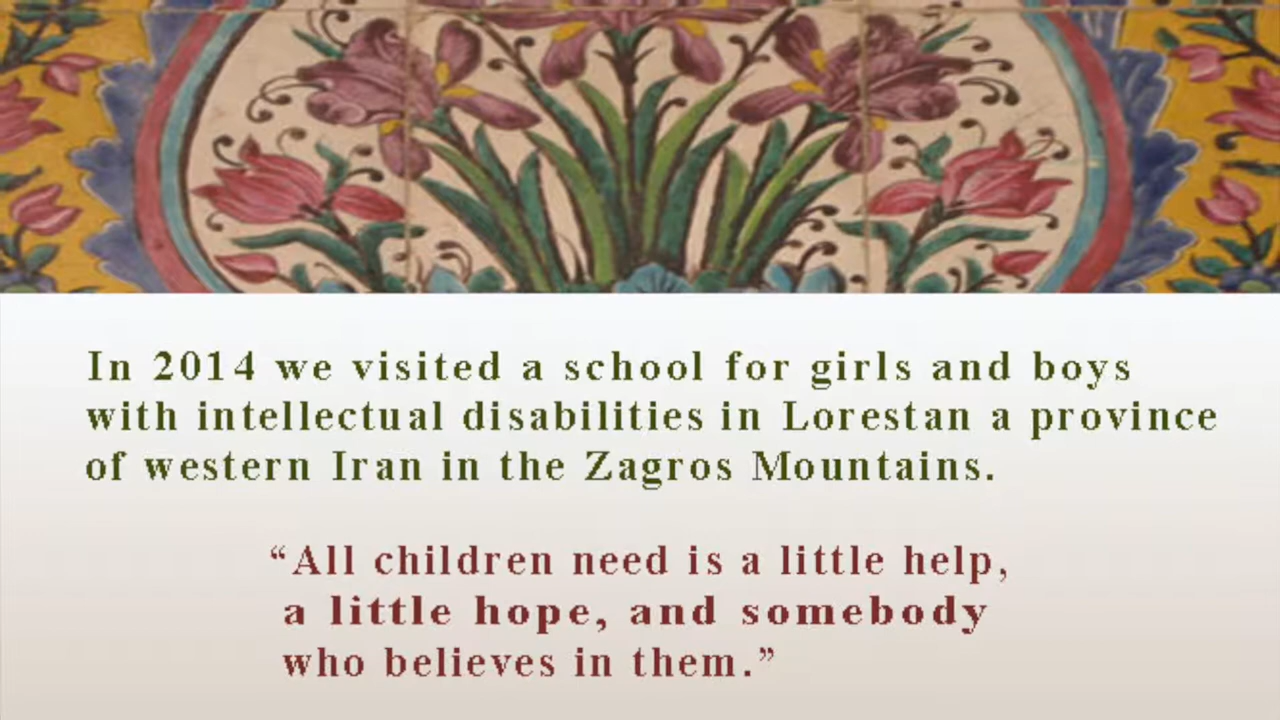 In 2014 we visited a school for girls and boys
with intellectual disabilities in Lorestan a province
of western Iran in the Zagros Mountains.
“All children need is a little help,
a little hope, and somebody
who believes in them.”